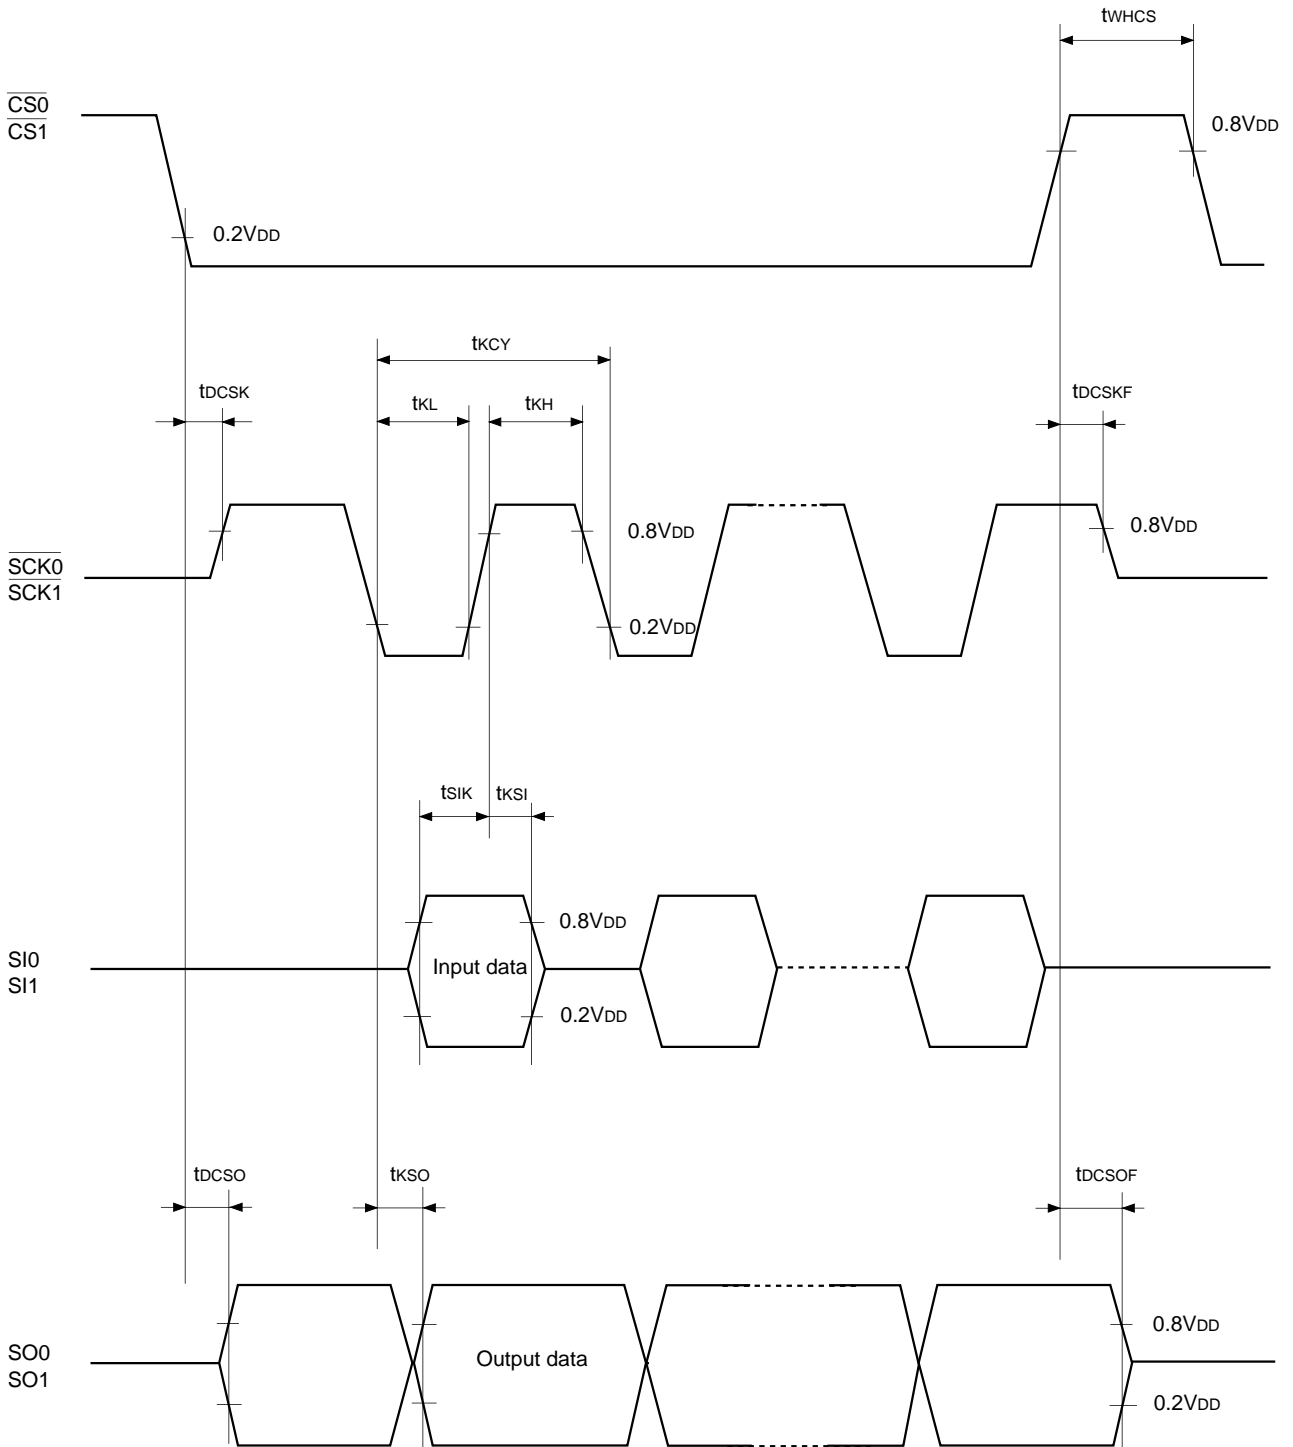 tWHCS
CS0
CS1
0.8VDD
0.2VDD
tKCY
tDCSK
tKL
tKH
tDCSKF
0.8VDD
0.8VDD
SCK0
SCK1
0.2VDD
tSIK
tKSI
0.8VDD
SI0
SI1
Input data
0.2VDD
tDCSO
tKSO
tDCSOF
0.8VDD
SO0
SO1
Output data
0.2VDD